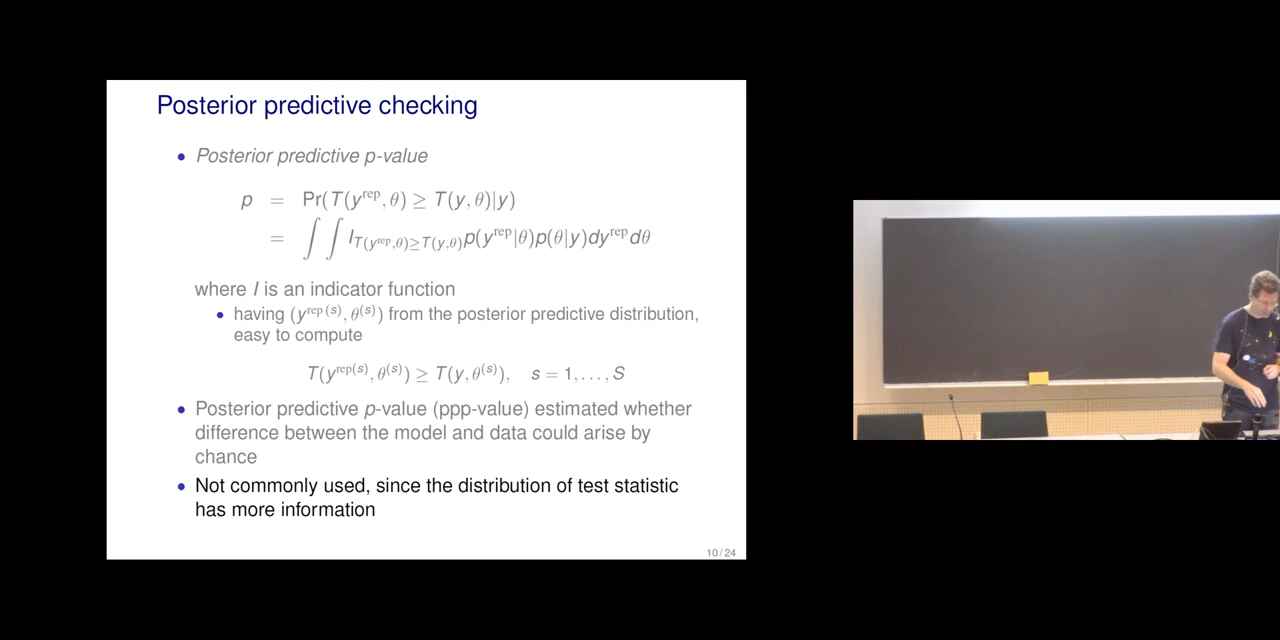 Posterior predictive checking
• Posterior predictive p-value
p = Pr(T(y^rep, θ) ≥ T(y, θ)|y)
= ∫ ∫ I_{T(y^rep,θ)≥T(y,θ)} p(y^rep|θ)p(θ|y)dy^rep dθ
where I is an indicator function
• having (y^{rep (s)}, θ^{(s)}) from the posterior predictive distribution,
easy to compute
T(y^{rep(s)}, θ^{(s)}) ≥ T(y, θ^{(s)}), s = 1, . . . , S
• Posterior predictive p-value (ppp-value) estimated whether
difference between the model and data could arise by
chance
• Not commonly used, since the distribution of test statistic
has more information
10 / 24